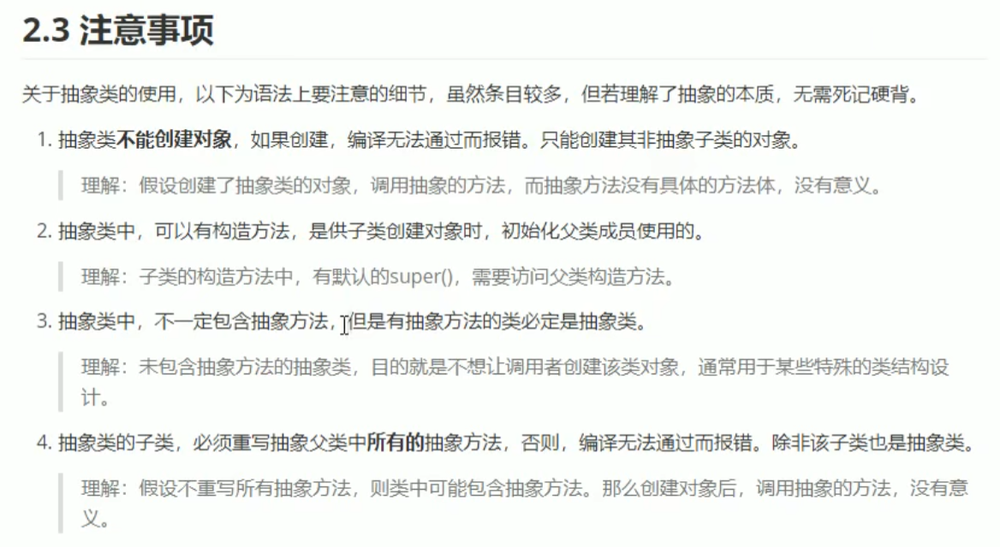 2.3 注意事项
关于抽象类的使用，以下为语法上要注意的细节，虽然条目较多，但若理解了抽象的本质，无需死记硬背。
1. 抽象类不能创建对象，如果创建，编译无法通过而报错。只能创建其非抽象子类的对象。
理解：假设创建了抽象类的对象，调用抽象的方法，而抽象方法没有具体的方法体，没有意义。
2. 抽象类中，可以有构造方法，是供子类创建对象时，初始化父类成员使用的。
理解：子类的构造方法中，有默认的super()，需要访问父类构造方法。
3. 抽象类中，不一定包含抽象方法，但是有抽象方法的类必定是抽象类。
理解：未包含抽象方法的抽象类，目的就是不想让调用者创建该类对象，通常用于某些特殊的类结构设
计。
4. 抽象类的子类，必须重写抽象父类中所有的抽象方法，否则，编译无法通过而报错。除非该子类也是抽象类。
理解：假设不重写所有抽象方法，则类中可能包含抽象方法。那么创建对象后，调用抽象的方法，没有意
义。